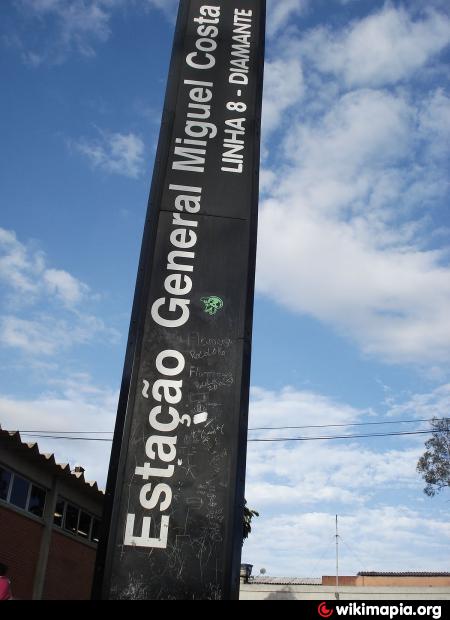 Estação General Miguel Costa
LINHA 8 - DIAMANTE
wikimapia.org